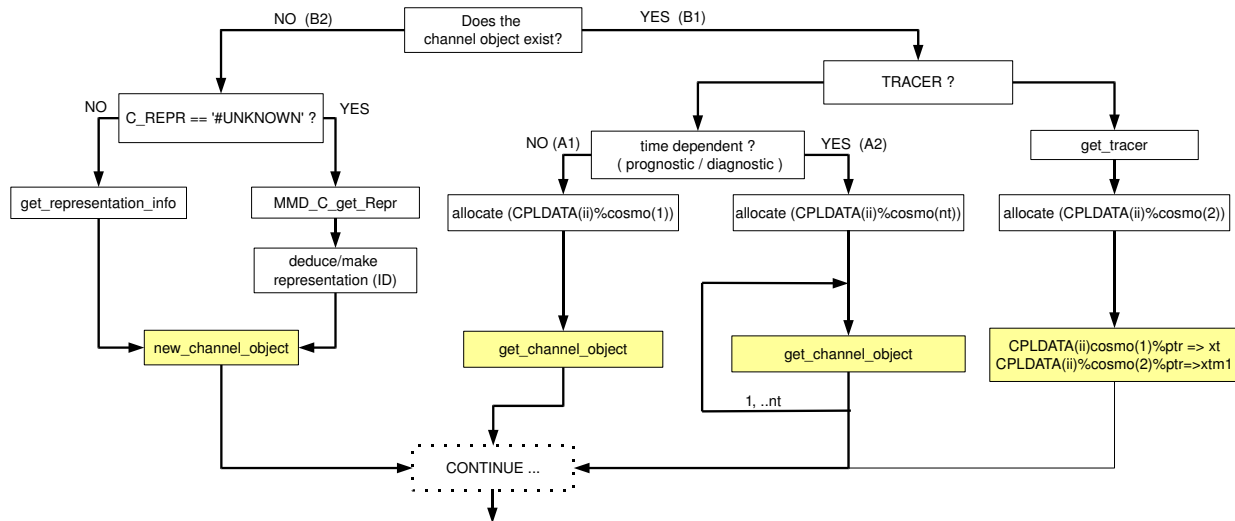 NO (B2)
Does the
channel object exist?
YES (B1)
TRACER ?
NO
C_REPR == '#UNKNOWN' ?
YES
NO (A1)
time dependent ?
( prognostic / diagnostic )
YES (A2)
get_tracer
get_representation_info
MMD_C_get_Repr
allocate (CPLDATA(ii)%cosmo(1))
allocate (CPLDATA(ii)%cosmo(nt))
allocate (CPLDATA(ii)%cosmo(2))
deduce/make
representation (ID)
new_channel_object
get_channel_object
get_channel_object
CPLDATA(ii)cosmo(1)%ptr => xt
CPLDATA(ii)%cosmo(2)%ptr=>xtm1
1, ..nt
CONTINUE ...